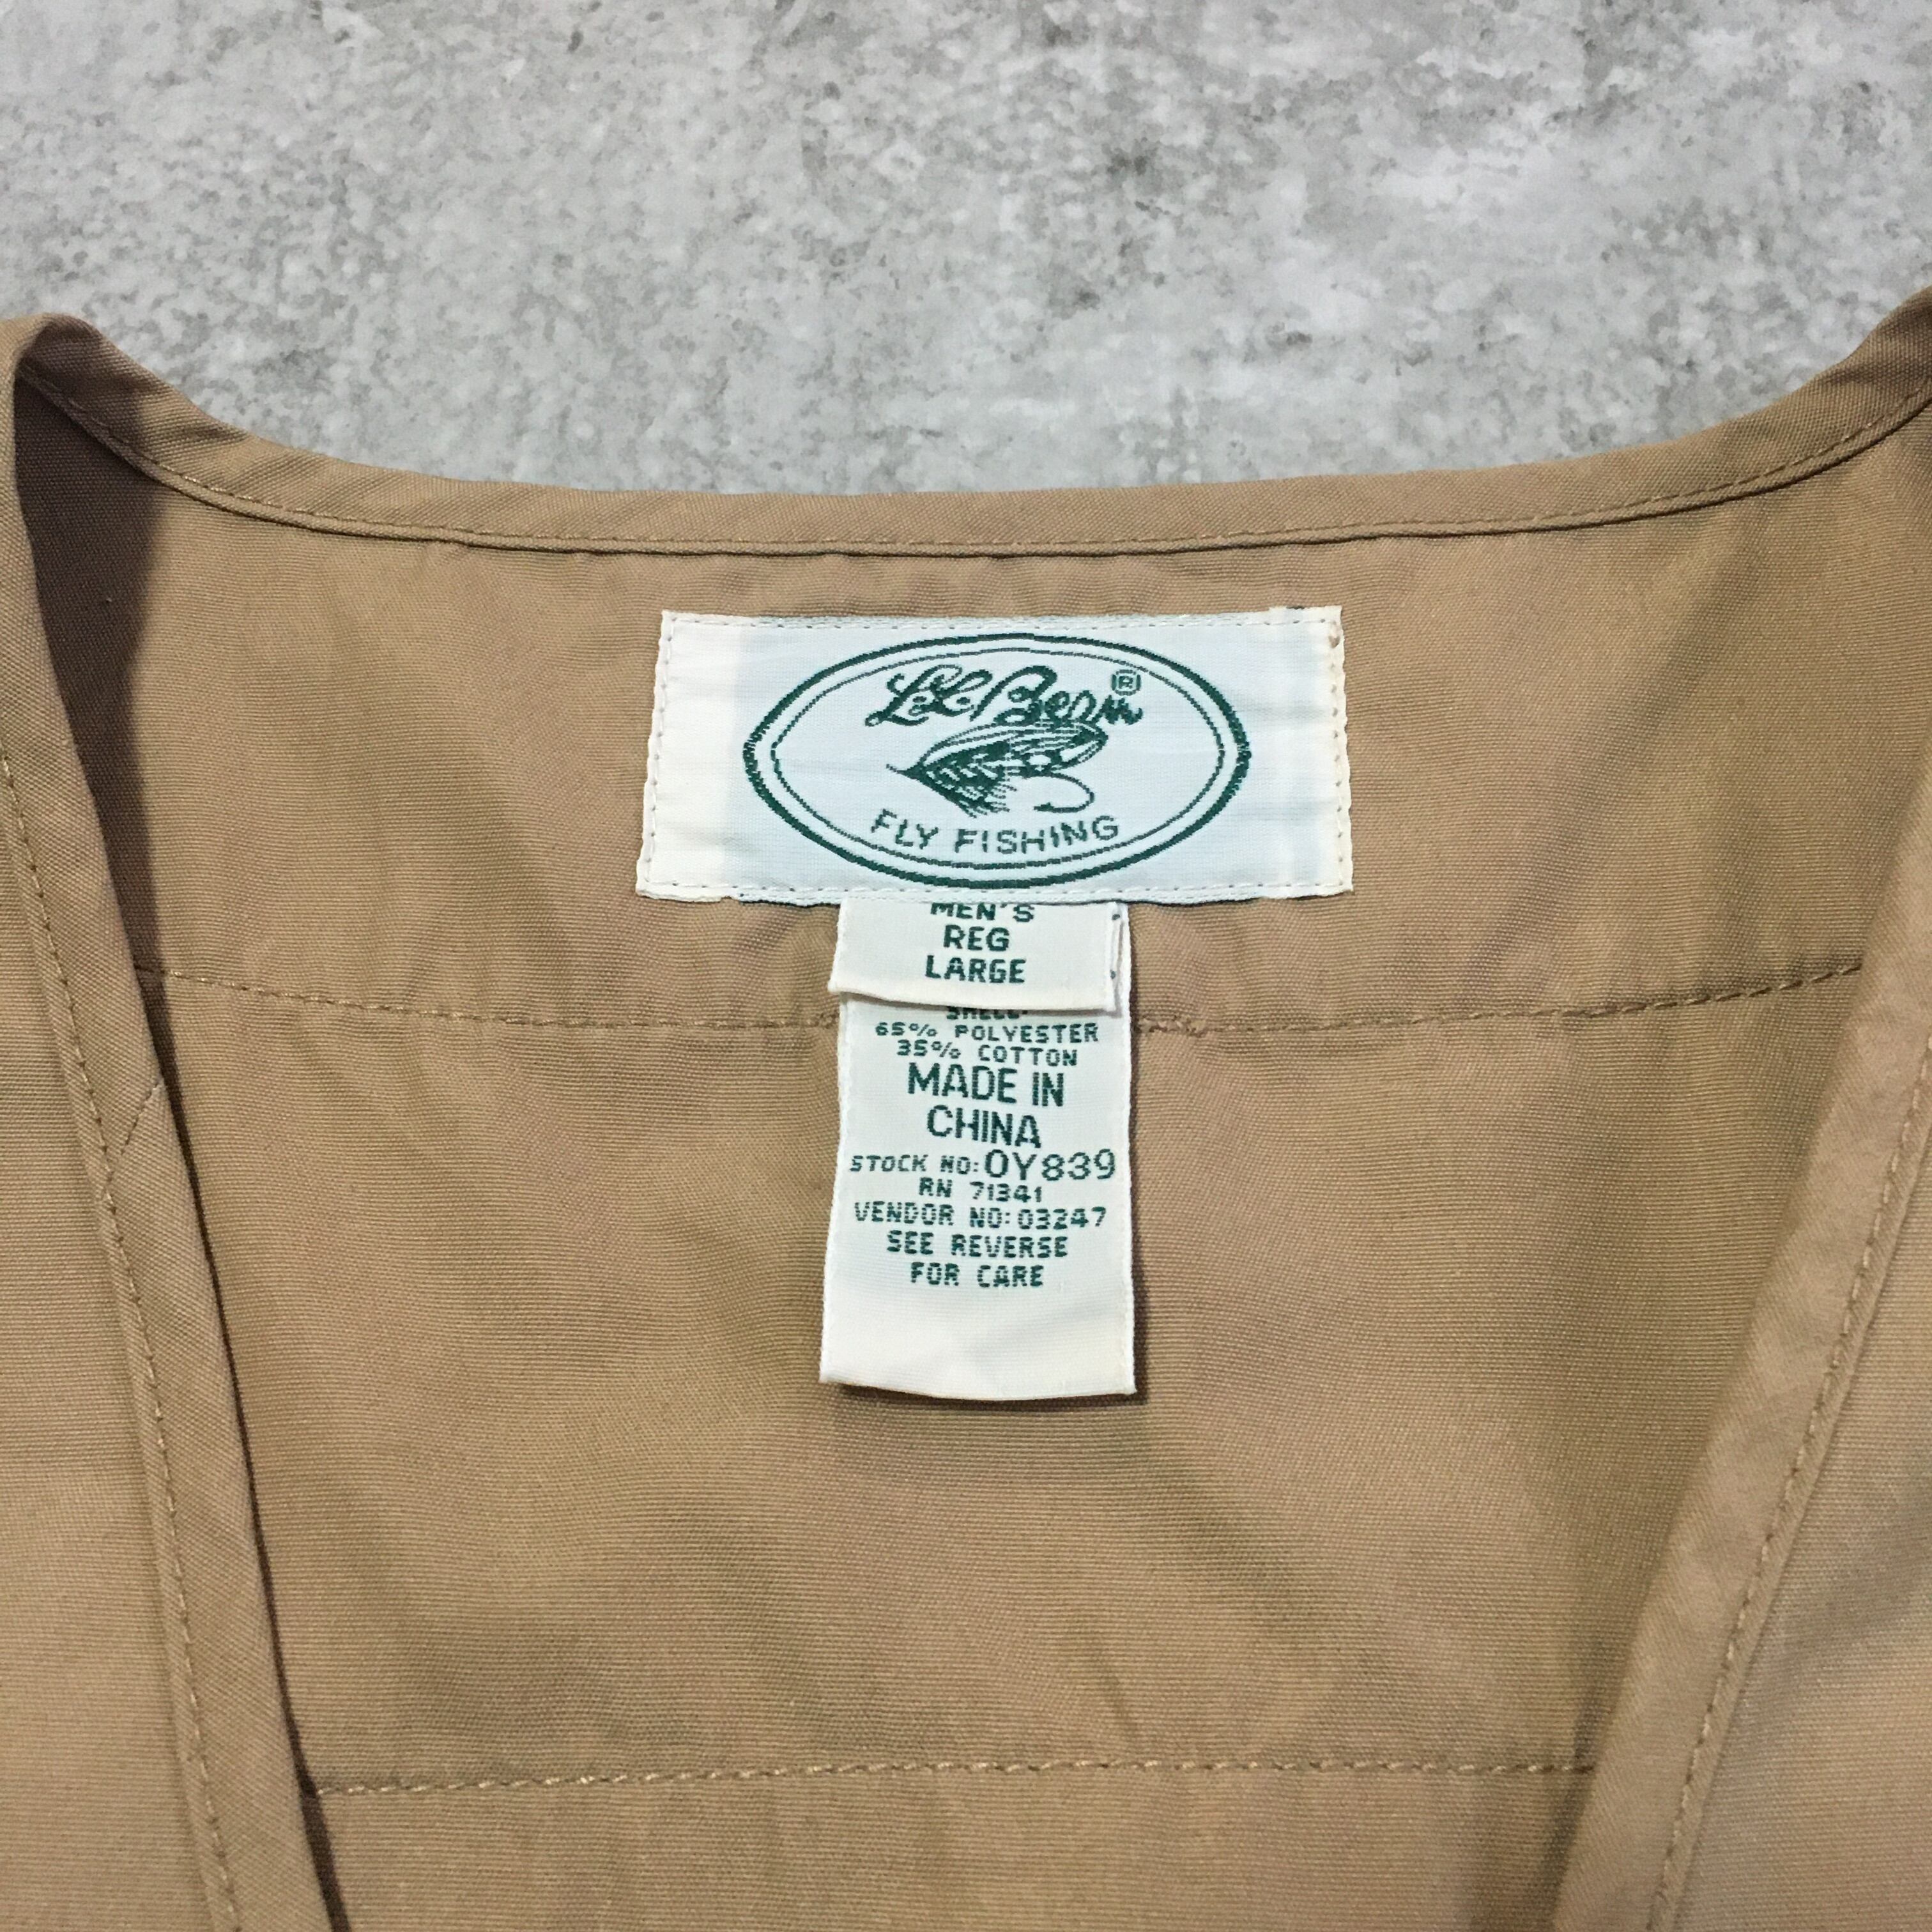 L.L.Bean®
FLY FISHING
MEN'S
REG
LARGE
SHELL:
65% POLYESTER
35% COTTON
MADE IN
CHINA
STOCK NO: 0Y839
RN 71341
VENDOR NO: 03247
SEE REVERSE
FOR CARE